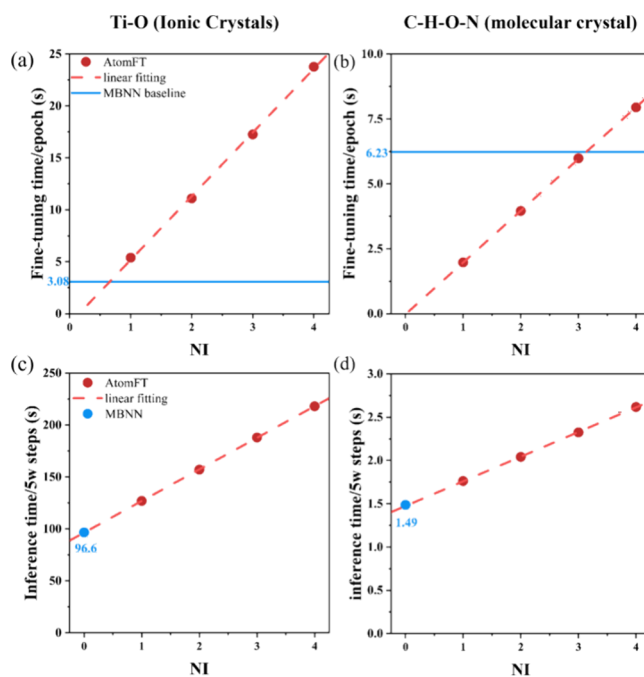 Ti-O (Ionic Crystals)
C-H-O-N (molecular crystal)
(a)
25
20
15
10
5
0
3.08
Fine-tuning time/epoch (s)
AtomFT
linear fitting
MBNN baseline
0 1 2 3 4
NI
(b)
10.0
7.5
6.23
5.0
2.5
0.0
Fine-tuning time/epoch (s)
0 1 2 3 4
NI
(c)
250
200
150
100
50
0
Inference time/5w steps (s)
AtomFT
linear fitting
MBNN
96.6
0 1 2 3 4
NI
(d)
3.0
2.5
2.0
1.5
1.0
0.5
0.0
inference time/5w steps (s)
1.49
0 1 2 3 4
NI